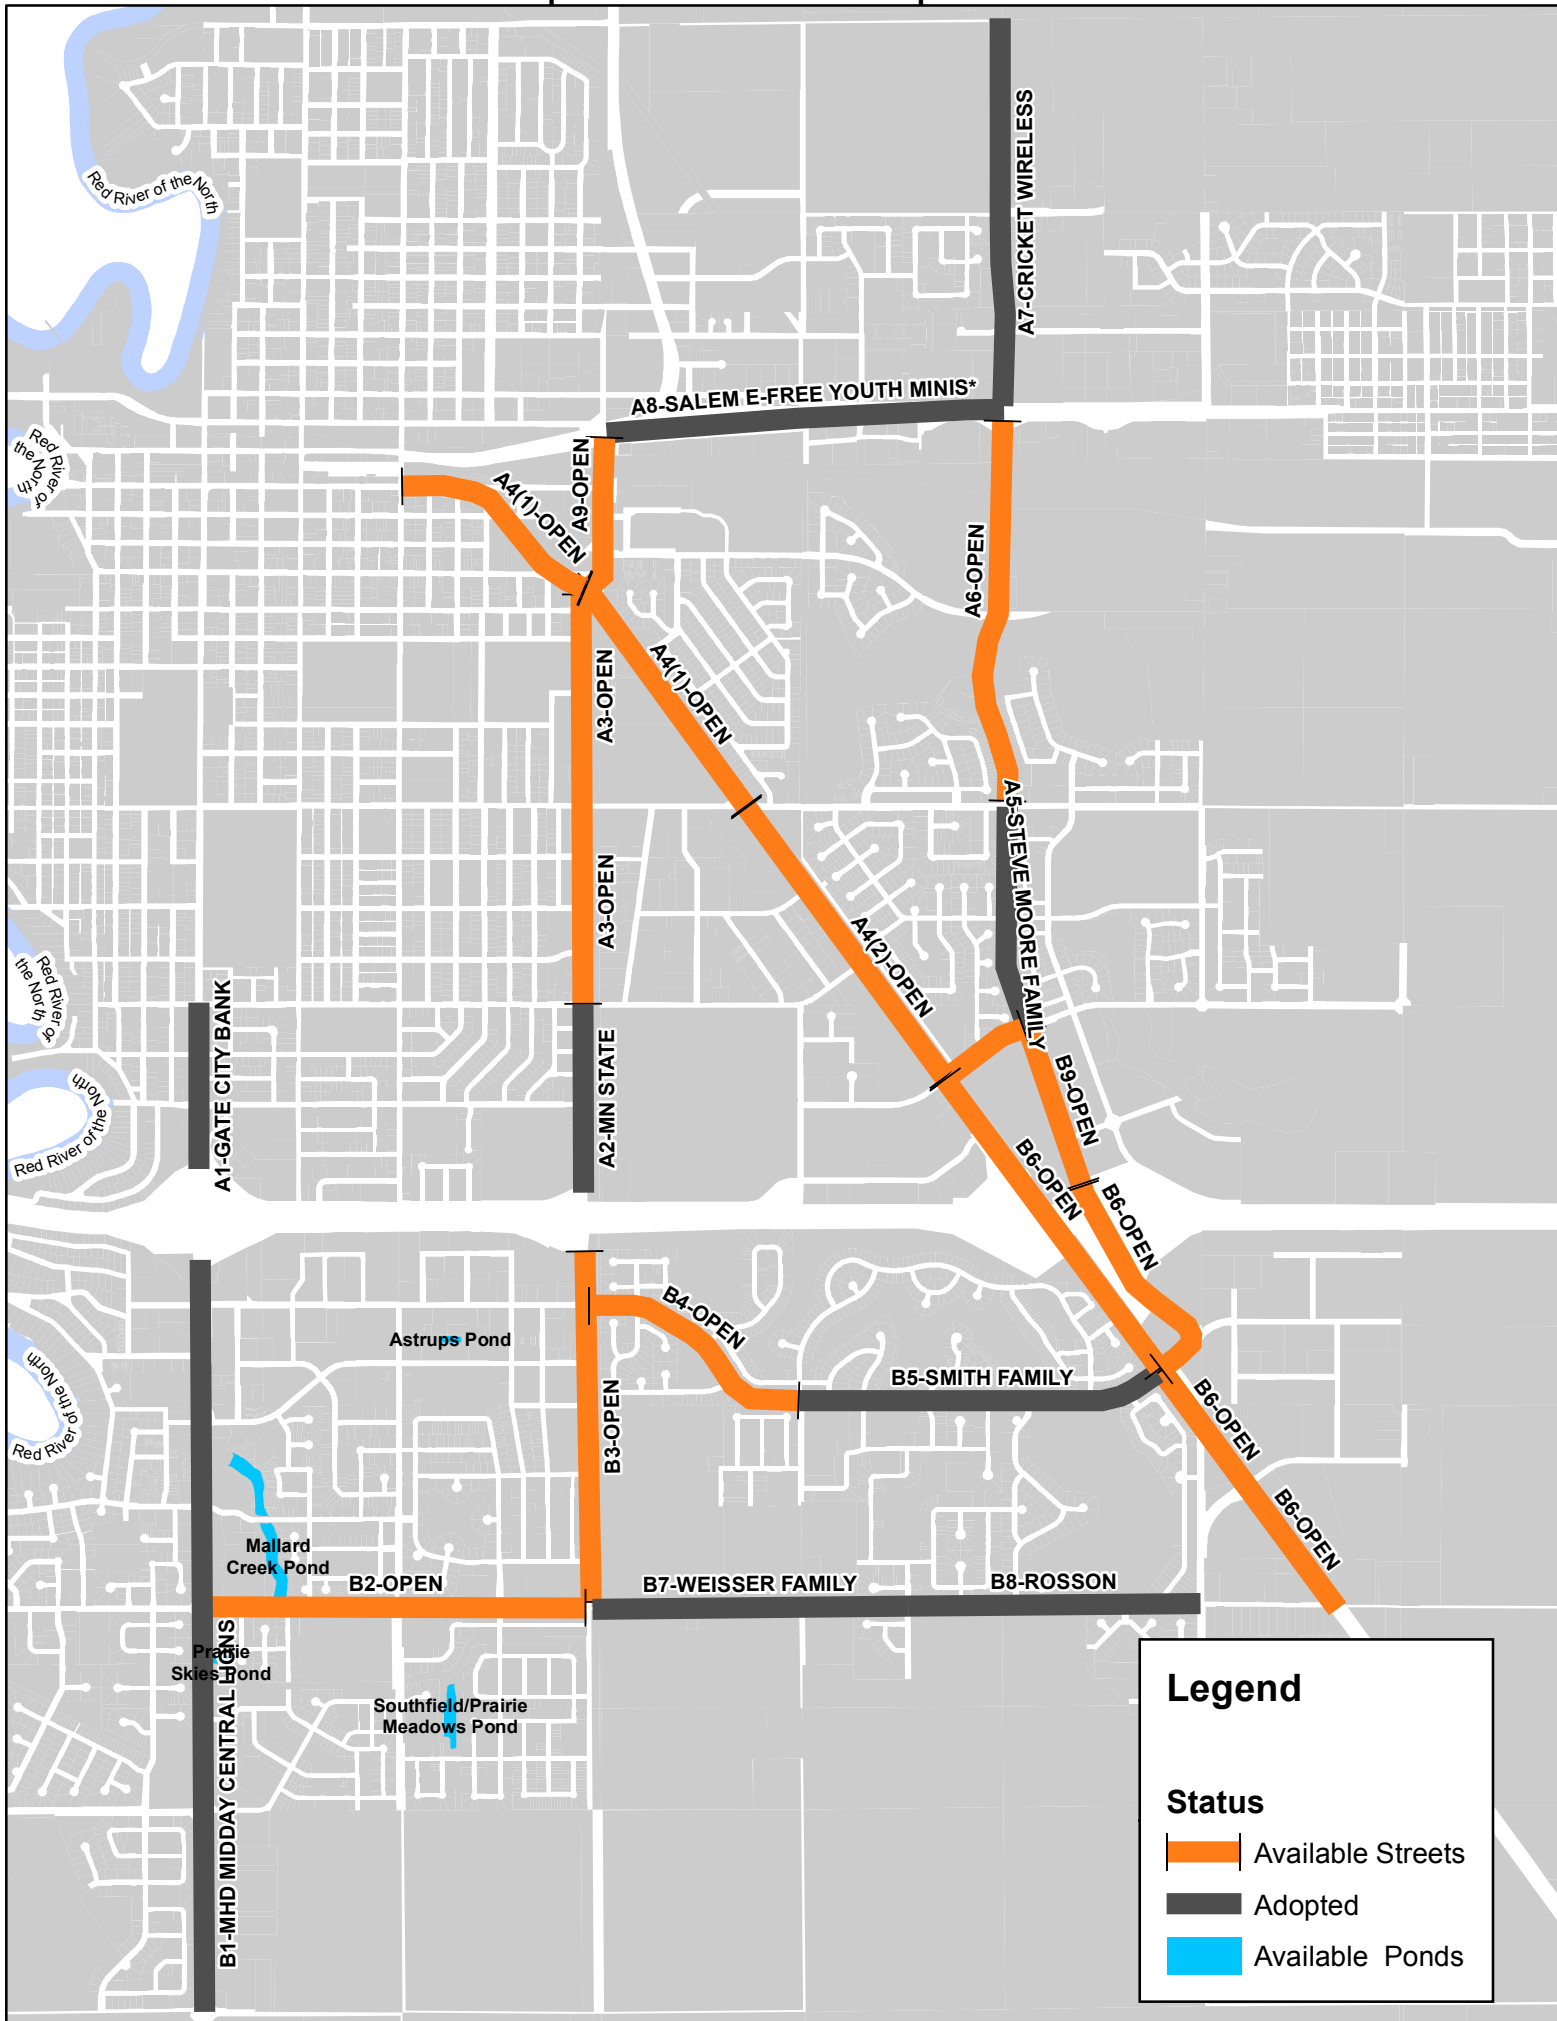 Red River of the North
A7-CRICKET WIRELESS
A8-SALEM E-FREE YOUTH MINIS*
Red River of
the North
A4(1)-OPEN
A9-OPEN
A6-OPEN
A3-OPEN
A4(1)-OPEN
A5-STEVE MOORE FAMILY
A3-OPEN
A4(2)-OPEN
Red River of
the North
A1-GATE CITY BANK
A2-MN STATE
B9-OPEN
Red River of the
North
B6-OPEN
B6-OPEN
B4-OPEN
Astrups Pond
B5-SMITH FAMILY
Red River of the North
B3-OPEN
B6-OPEN
B6-OPEN
Mallard
Creek Pond
B2-OPEN
B7-WEISSER FAMILY
B8-ROSSON
Prairie
Skies Pond
B1-MHD MIDDAY CENTRAL LIONS
Southfield/Prairie
Meadows Pond
Legend
Status
Available Streets
Adopted
Available Ponds